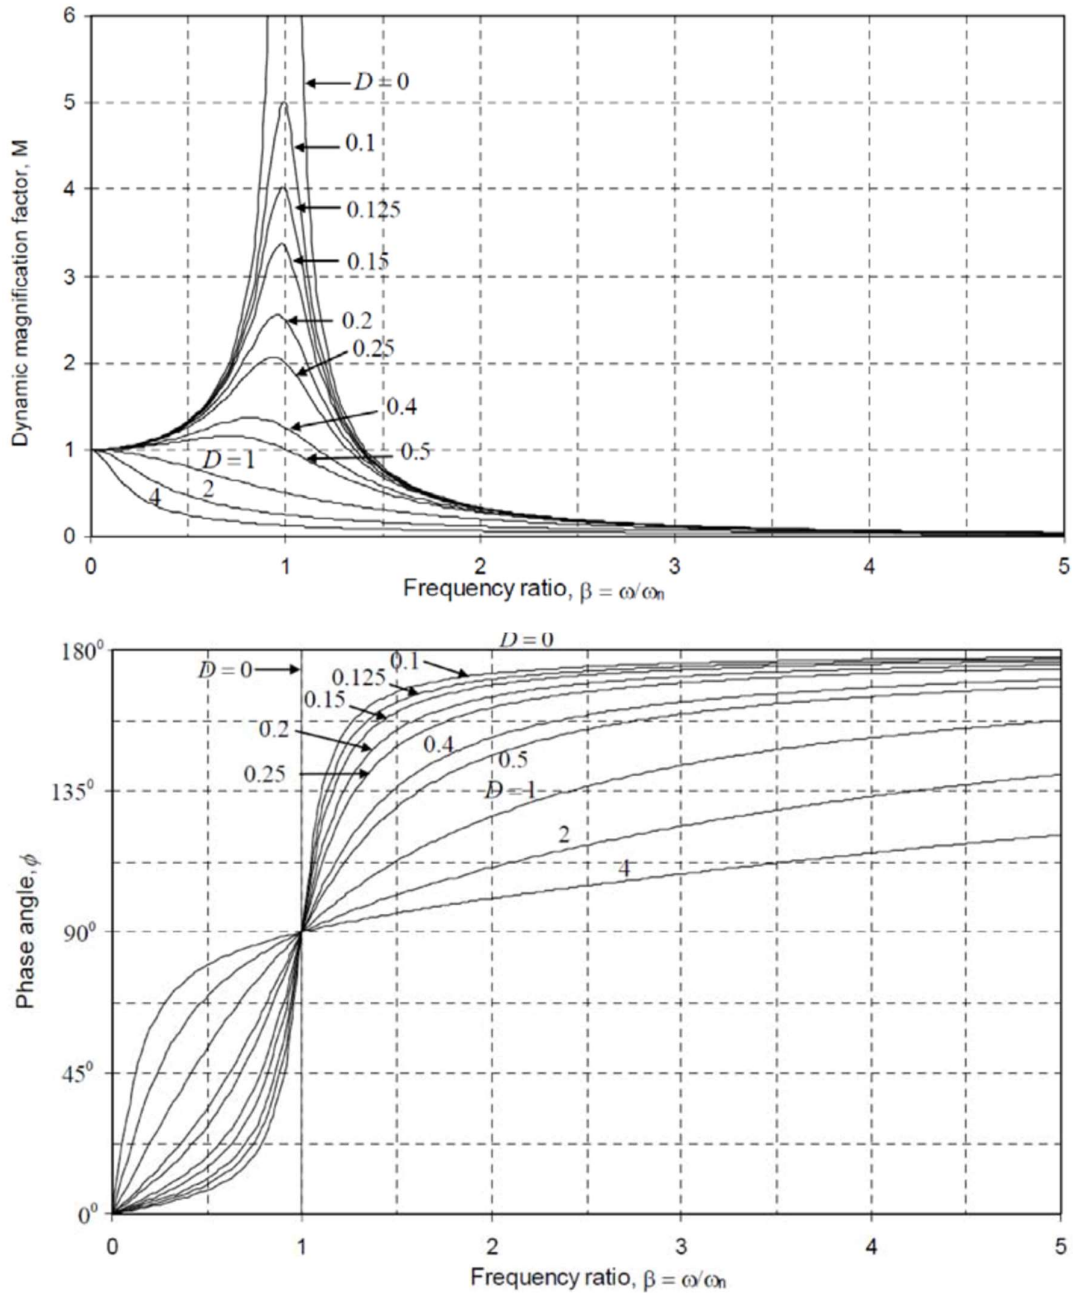 6
5
4
3
2
1
0
Dynamic magnification factor, M
D = 0
0.1
0.125
0.15
0.2
0.25
0.4
0.5
D = 1
2
4
0 1 2 3 4 5
Frequency ratio, β = ω/ωn
D = 0
180⁰
135⁰
90⁰
45⁰
0⁰
Phase angle, ϕ
D = 0
0.1
0.125
0.15
0.2
0.25
0.4
0.5
D = 1
2
4
0 1 2 3 4 5
Frequency ratio, β = ω/ωn